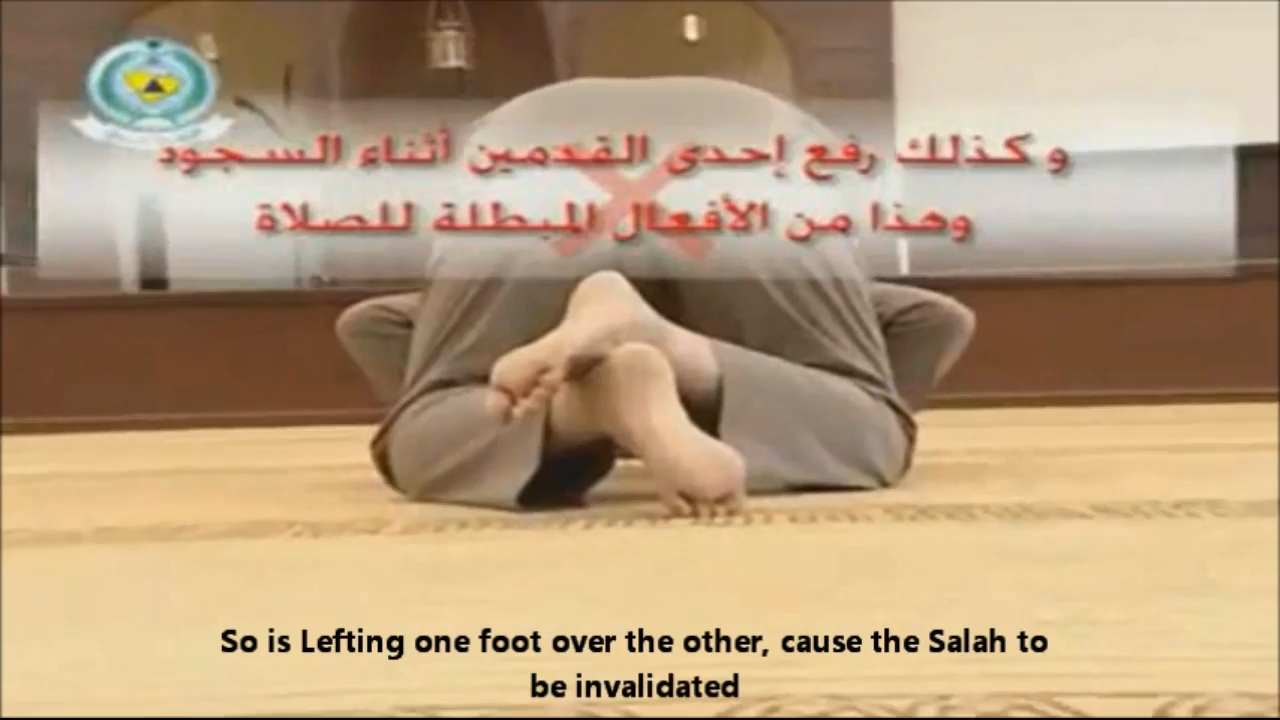 و كذلك رفع إحدى القدمين أثناء السجود
وهذا من الأفعال المبطلة للصلاة
So is Lefting one foot over the other, cause the Salah to
be invalidated